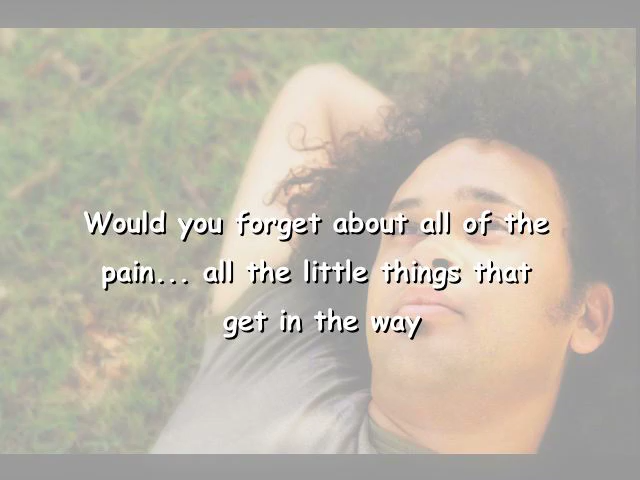 Would you forget about all of the
pain... all the little things that
get in the way